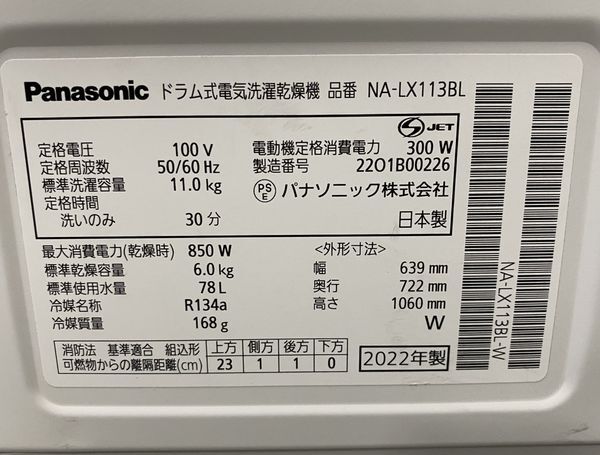 Panasonic ドラム式電気洗濯乾燥機 品番 NA-LX113BL
S JET
定格電圧 100 V
定格周波数 50/60 Hz
標準洗濯容量 11.0 kg
定格時間
洗いのみ 30 分
電動機定格消費電力 300 W
製造番号 22O1B00226
PSE パナソニック株式会社
日本製
最大消費電力(乾燥時) 850 W
標準乾燥容量 6.0 kg
標準使用水量 78 L
冷媒名称 R134a
冷媒質量 168 g
<外形寸法>
幅 639 mm
奥行 722 mm
高さ 1060 mm
W
消防法 基準適合 組込形 上方 側方 後方 下方
可燃物からの離隔距離(cm) 23 1 1 0
2022年製
NA-LX113BL-W